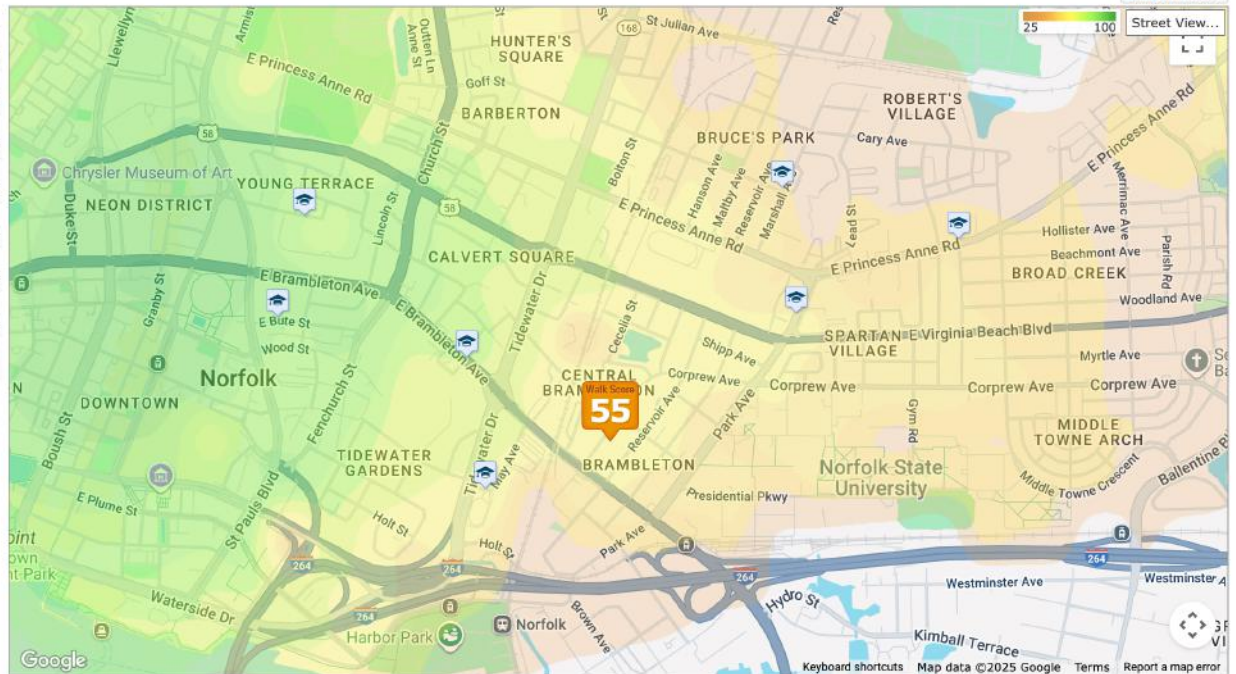 Llewellyn
Armis
Outten Ln
Anne St
168
St Julian Ave
Res
25
100
Street View...
HUNTER'S
SQUARE
E Princess Anne Rd
Goff St
BARBERTON
ROBERT'S
VILLAGE
Cary Ave
BRUCE'S PARK
E Princess Anne Rd
58
Church St
Bolton St
Hanson Ave
Maltby Ave
Reservoir Ave
Marshall Ave
Chrysler Museum of Art
YOUNG TERRACE
NEON DISTRICT
Duke St
Lincoln St
58
E Princess Anne Rd
Lead St
E Princess Anne Rd
Hollister Ave
Beachmont Ave
Merrimac Ave
Parish Rd
CALVERT SQUARE
BROAD CREEK
E Brambleton Ave
E Brambleton Ave
Tidewater Dr
Granby St
E Bute St
Wood St
Cecelia St
Woodland Ave
SPARTAN
VILLAGE
E Virginia Beach Blvd
Shipp Ave
Myrtle Ave
Norfolk
DOWNTOWN
CENTRAL
Corprew Ave
Corprew Ave
Corprew Ave
Corprew Ave
Walk Score
55
Reservoir Ave
Park Ave
Gym Rd
MIDDLE
TOWNE ARCH
Boush St
Fenchurch St
TIDEWATER
GARDENS
May Ave
BRAMBLETON
Norfolk State
University
Middle Towne Crescent
Ballentine
Presidential Pkwy
E Plume St
St Pauls Blvd
Holt St
Holt St
Park Ave
264
264
264
264
264
Westminster Ave
Westminster A
Waterside Dr
Harbor Park
Norfolk
Brown Ave
Hydro St
Kimball Terrace
Google
Keyboard shortcuts
Map data ©2025 Google
Terms
Report a map error